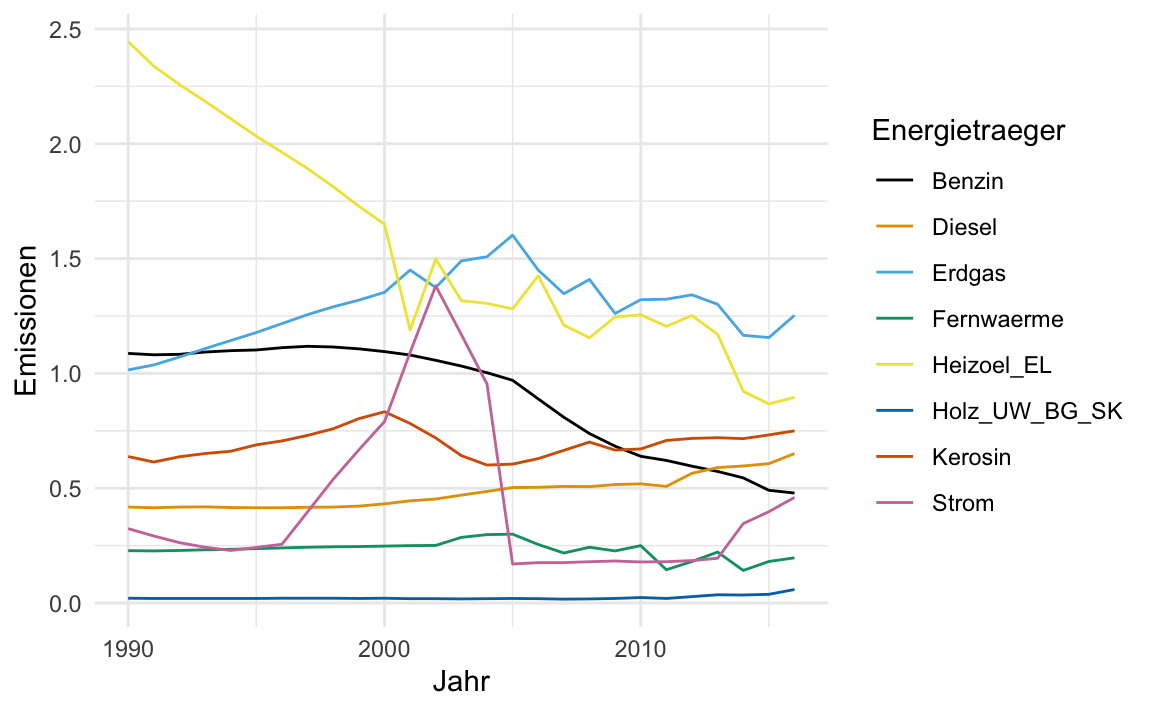 2.5
2.0
1.5
1.0
0.5
0.0
Emissionen
1990 2000 2010
Jahr
Energietraeger
Benzin
Diesel
Erdgas
Fernwaerme
Heizoel_EL
Holz_UW_BG_SK
Kerosin
Strom